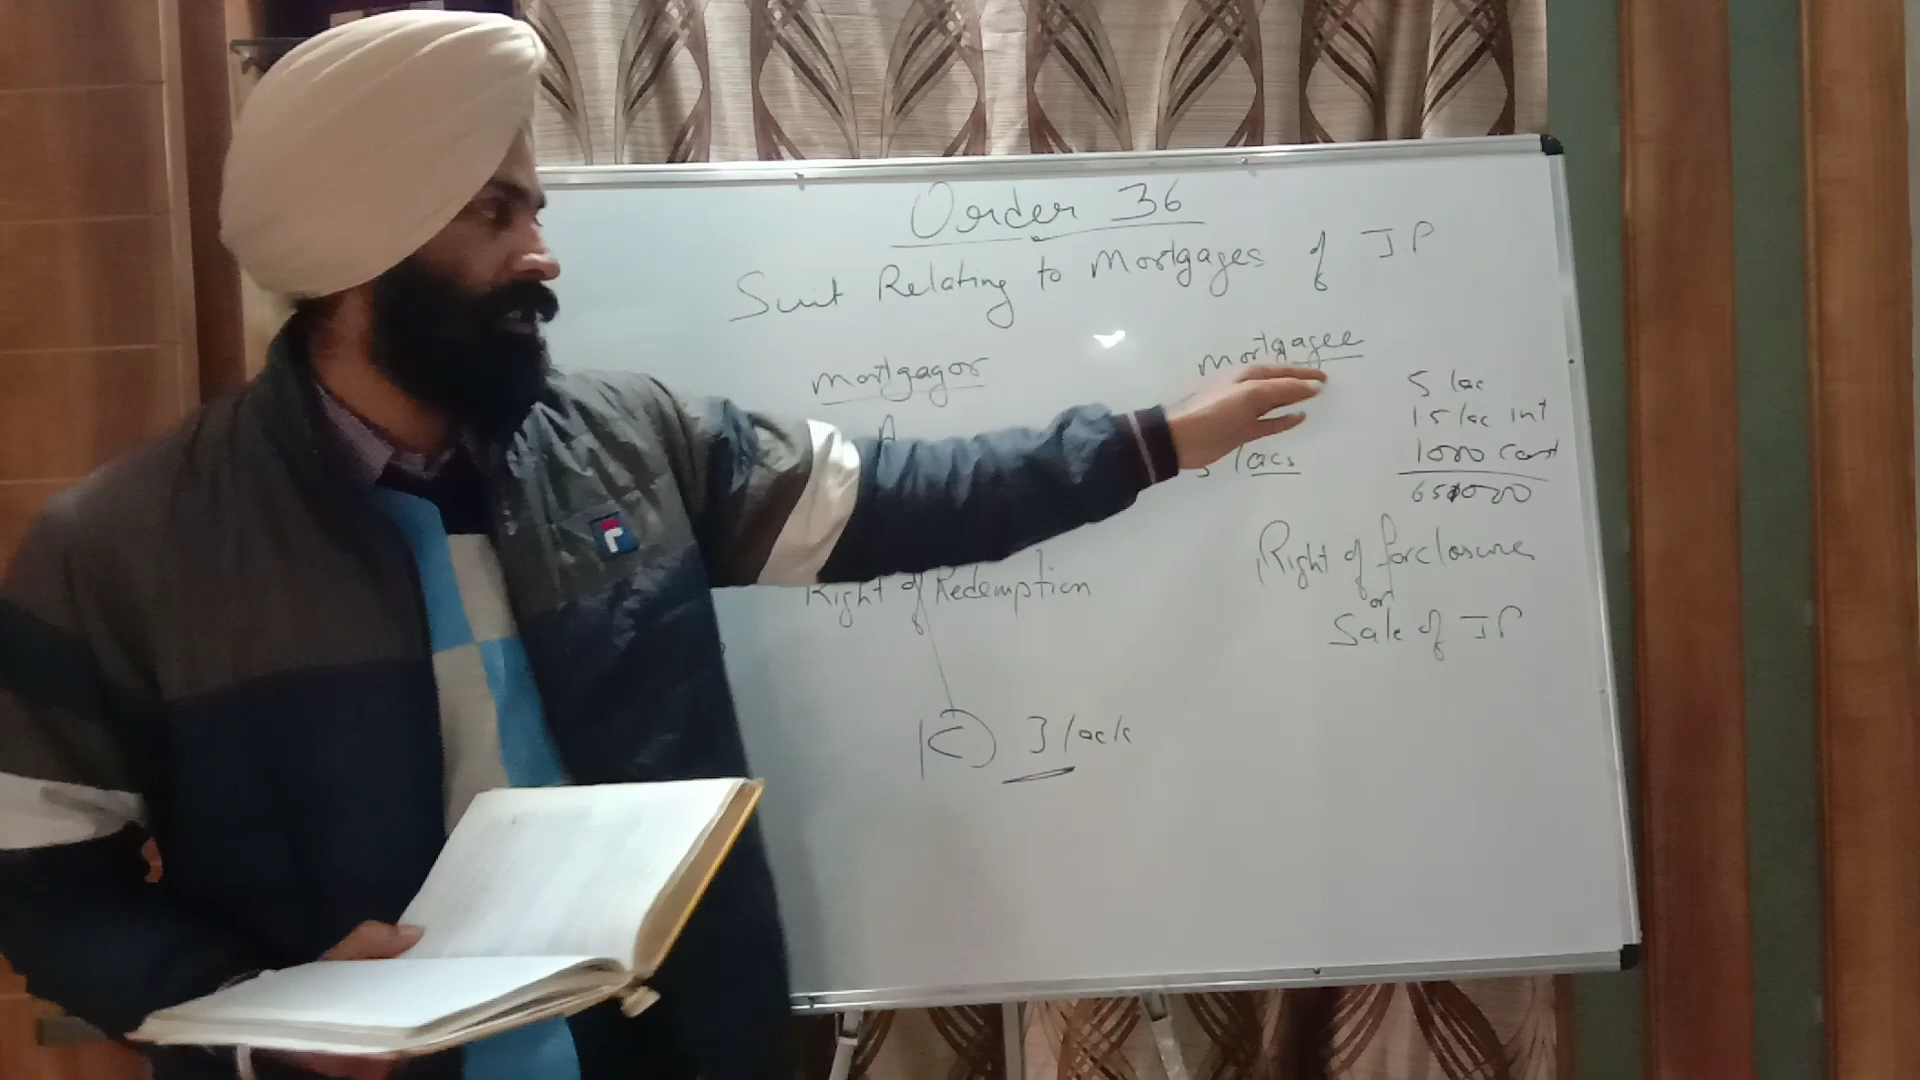 Order 36
Suit Relating to Mortgages of IP
Mortgagor
Mortgagee
A
lacs
5 lac
15 lac int
1000 cost
Right of Redemption
Right of forclosure
or
Sale of IP
C 3 lack